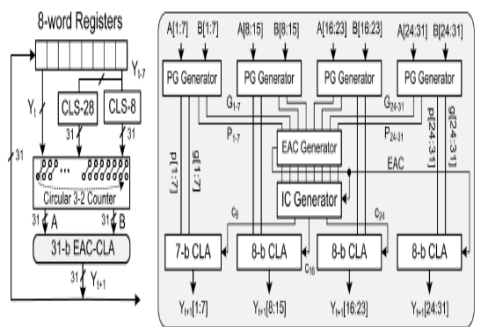 8-word Registers
Y1-7
Yt
CLS-28
CLS-8
31
31
31
Circular 3-2 Counter
31
A
31
B
31-b EAC-CLA
31
Yt+1
A[1:7]
B[1:7]
A[8:15]
B[8:15]
A[16:23]
B[16:23]
A[24:31]
B[24:31]
PG Generator
PG Generator
PG Generator
PG Generator
G1-7
G24-31
P1-7
P24-31
EAC Generator
EAC
p[1:7]
g[1:7]
p[24:31]
g[24:31]
IC Generator
c8
c24
c16
7-b CLA
8-b CLA
8-b CLA
8-b CLA
Yt+1[1:7]
Yt+1[8:15]
Yt+1[16:23]
Yt+1[24:31]